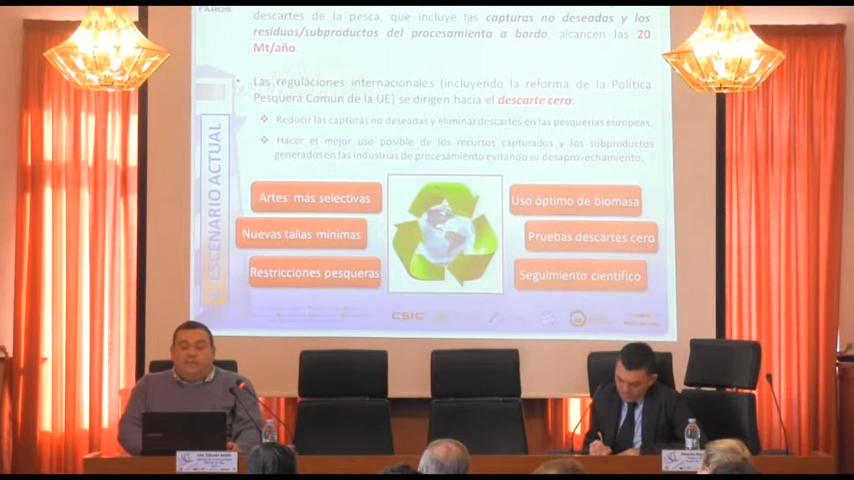 FAROS
descartes de la pesca, que incluye las capturas no deseadas y los
residuos/subproductos del procesamiento a bordo, alcancen las 20
Mt/año.
• Las regulaciones internacionales (incluyendo la reforma de la Política
Pesquera Común de la UE) se dirigen hacia el descarte cero:
❖ Reducir las capturas no deseadas y eliminar descartes en las pesquerías europeas.
❖ Hacer el mejor uso posible de los recursos capturados y los subproductos
generados en las industrias de procesamiento evitando su desaprovechamiento.
ESCENARIO ACTUAL
Artes más selectivas
Nuevas tallas mínimas
Restricciones pesqueras
Uso óptimo de biomasa
Pruebas descartes cero
Seguimiento científico
CSIC